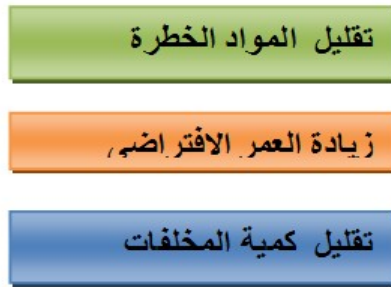 تقليل المواد الخطرة
زيادة العمر الافتراضي
تقليل كمية المخلفات